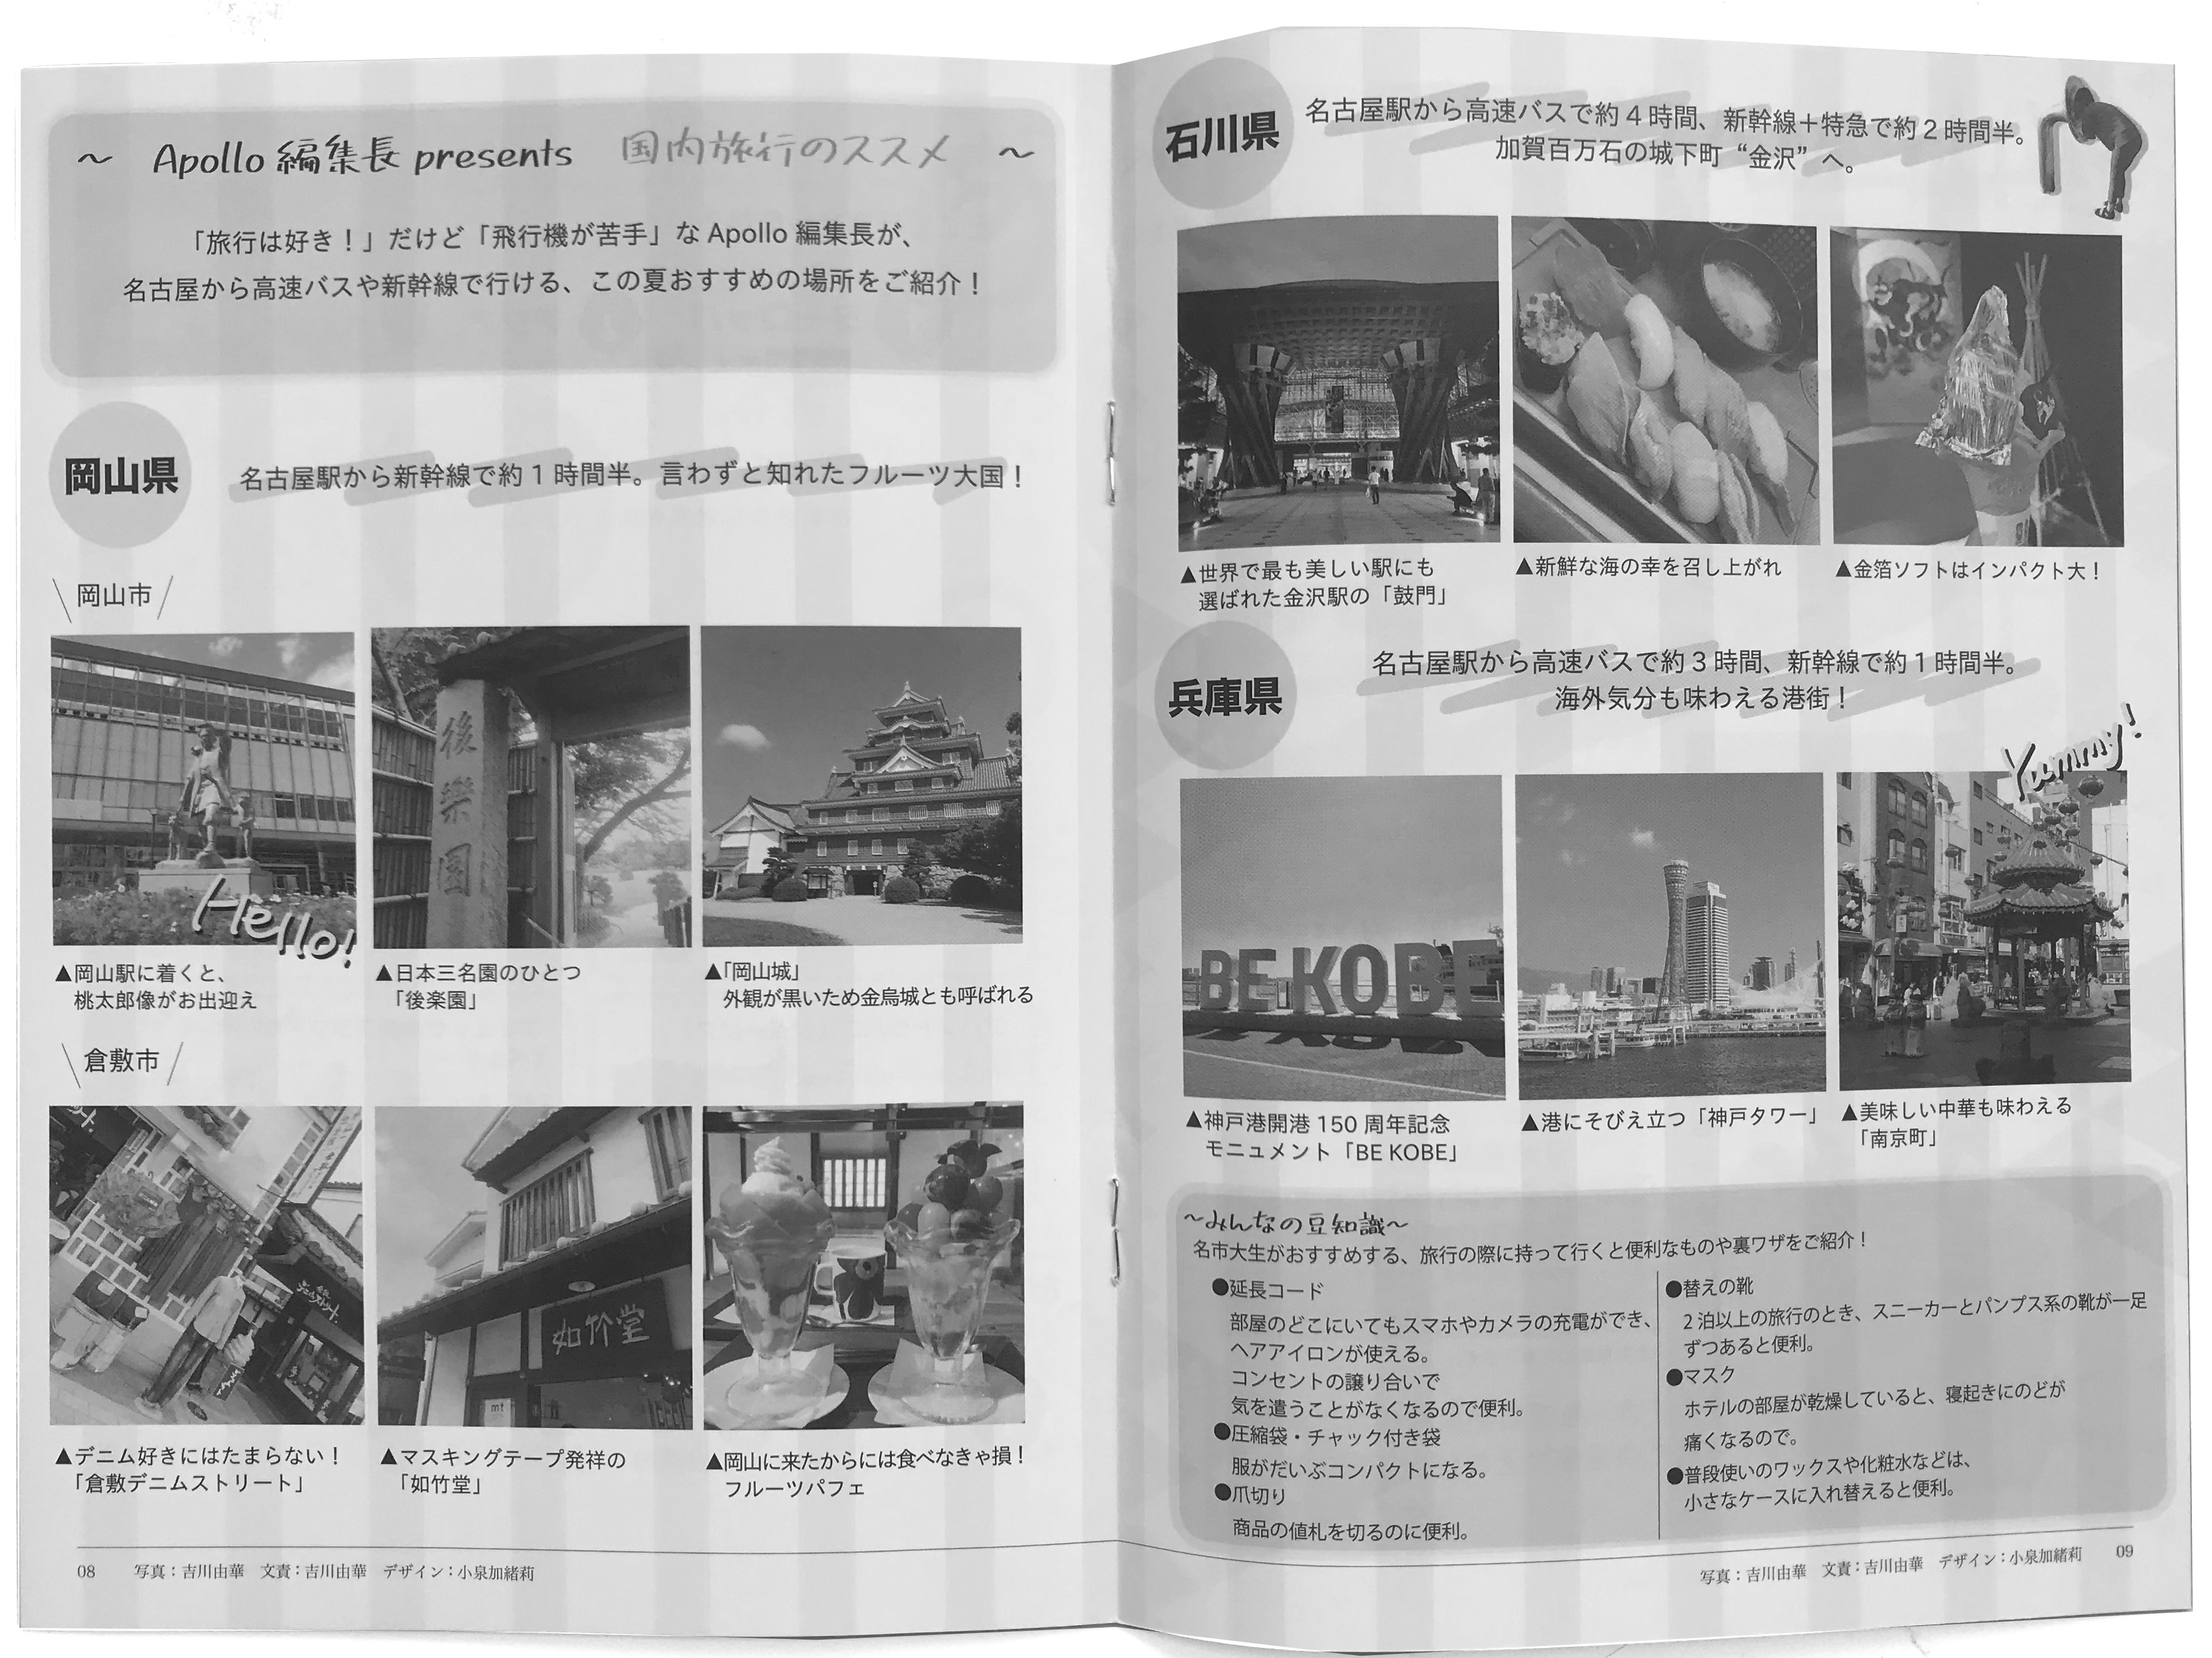 ～ Apollo 編集長 presents 国内旅行のススメ ～
「旅行は好き！」だけど「飛行機が苦手」な Apollo 編集長が、
名古屋から高速バスや新幹線で行ける、この夏おすすめの場所をご紹介！
岡山県
名古屋駅から新幹線で約１時間半。言わずと知れたフルーツ大国！
岡山市
後樂園
Hello!
▲岡山駅に着くと、
桃太郎像がお出迎え
▲日本三名園のひとつ
「後楽園」
▲「岡山城」
外観が黒いため金烏城とも呼ばれる
倉敷市
デニムストリート
如竹堂
mt
▲デニム好きにはたまらない！
「倉敷デニムストリート」
▲マスキングテープ発祥の
「如竹堂」
▲岡山に来たからには食べなきゃ損！
フルーツパフェ
08 写真：吉川由華 文責：吉川由華 デザイン：小泉加緒莉
石川県
名古屋駅から高速バスで約４時間、新幹線＋特急で約２時間半。
加賀百万石の城下町 “金沢” へ。
▲世界で最も美しい駅にも
選ばれた金沢駅の「鼓門」
▲新鮮な海の幸を召し上がれ
▲金箔ソフトはインパクト大！
兵庫県
名古屋駅から高速バスで約３時間、新幹線で約１時間半。
海外気分も味わえる港街！
Yummy!
BE KOBE
▲神戸港開港 150 周年記念
モニュメント「BE KOBE」
▲港にそびえ立つ「神戸タワー」
▲美味しい中華も味わえる
「南京町」
～みんなの豆知識～
名市大生がおすすめする、旅行の際に持って行くと便利なものや裏ワザをご紹介！
●延長コード
部屋のどこにいてもスマホやカメラの充電ができ、
ヘアアイロンが使える。
コンセントの譲り合いで
気を遣うことがなくなるので便利。
●圧縮袋・チャック付き袋
服がだいぶコンパクトになる。
●爪切り
商品の値札を切るのに便利。
●替えの靴
２泊以上の旅行のとき、スニーカーとパンプス系の靴が一足
ずつあると便利。
●マスク
ホテルの部屋が乾燥していると、寝起きにのどが
痛くなるので。
●普段使いのワックスや化粧水などは、
小さなケースに入れ替えると便利。
写真：吉川由華 文責：吉川由華 デザイン：小泉加緒莉 09